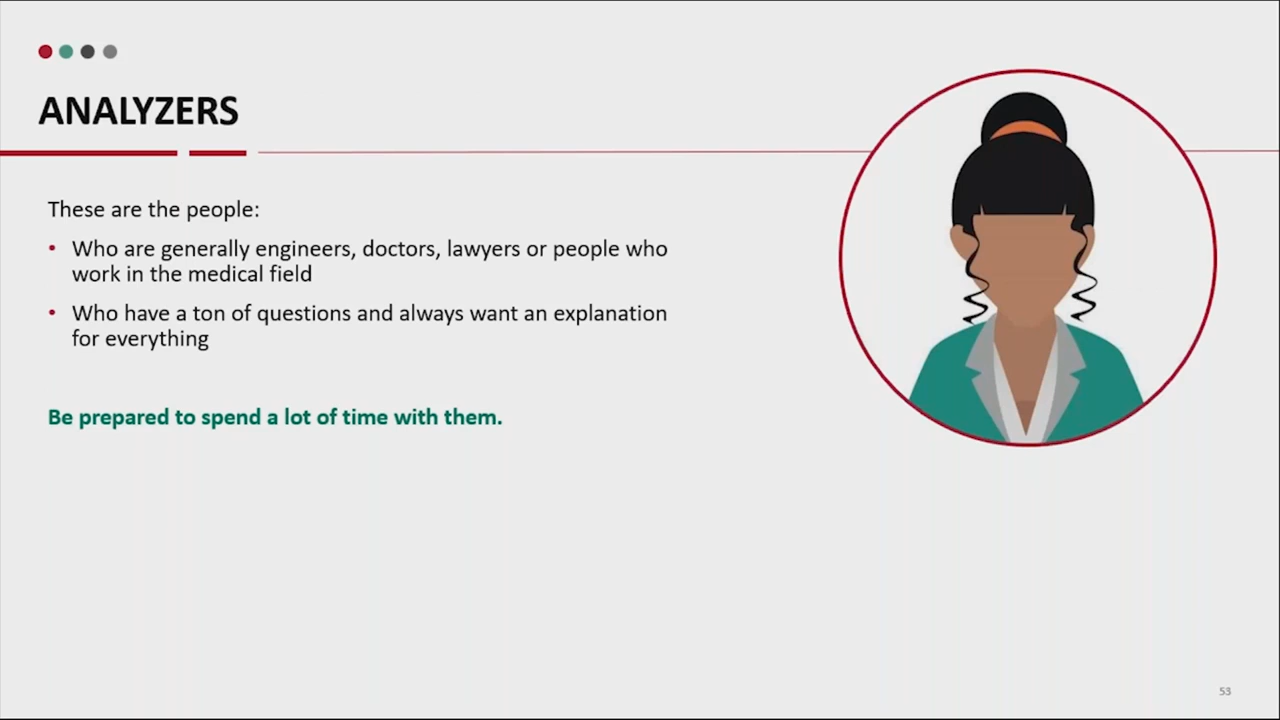 ANALYZERS
These are the people:
• Who are generally engineers, doctors, lawyers or people who
work in the medical field
• Who have a ton of questions and always want an explanation
for everything
Be prepared to spend a lot of time with them.
53